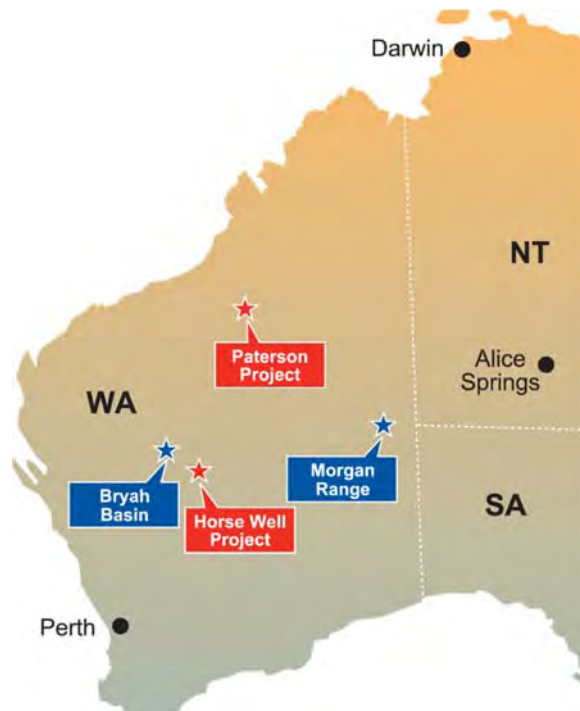 Darwin
NT
Paterson
Project
Alice
Springs
WA
Morgan
Range
Bryah
Basin
SA
Horse Well
Project
Perth